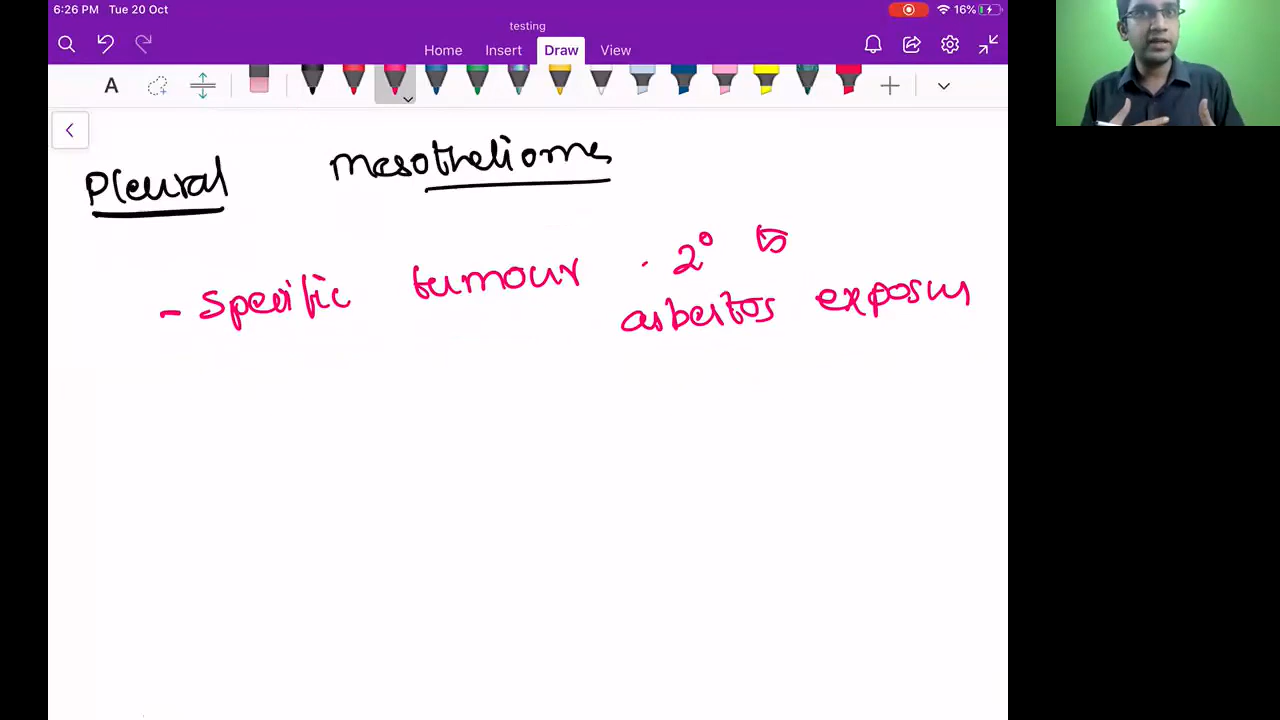 6:26 PM Tue 20 Oct
16%
testing
Home Insert Draw View
A
Pleural Mesothelioma
- Specific tumour . 2° to
asbestos exposure